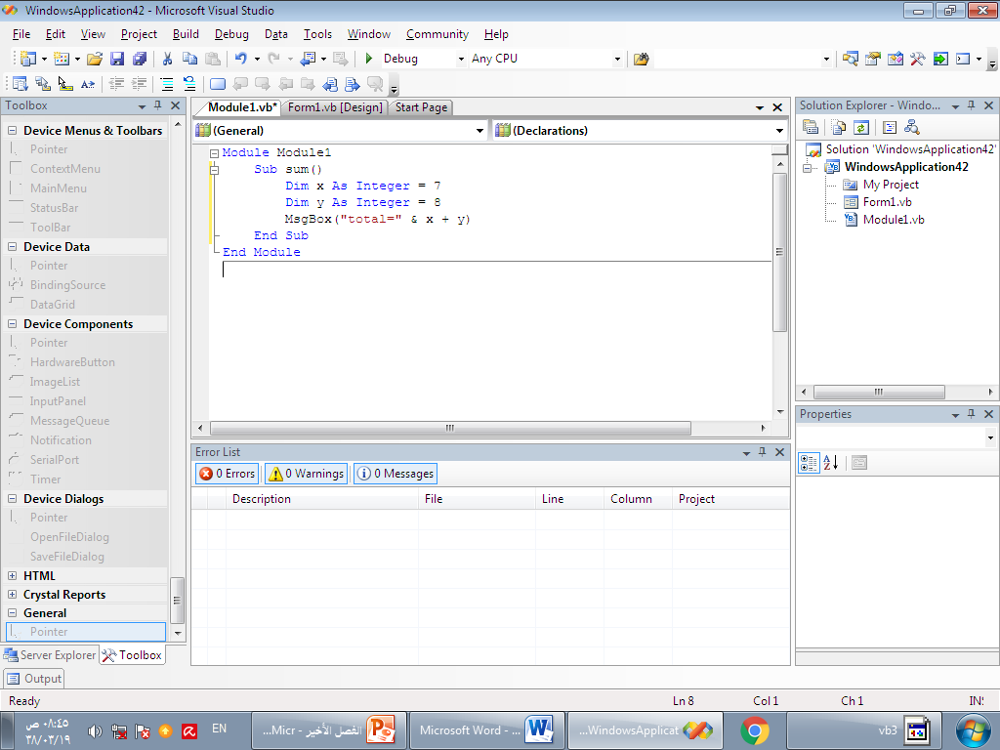 WindowsApplication42 - Microsoft Visual Studio
File Edit View Project Build Debug Data Tools Window Community Help
Debug Any CPU
Toolbox
Device Menus & Toolbars
Pointer
ContextMenu
MainMenu
StatusBar
ToolBar
Device Data
Pointer
BindingSource
DataGrid
Device Components
Pointer
HardwareButton
ImageList
InputPanel
MessageQueue
Notification
SerialPort
Timer
Device Dialogs
Pointer
OpenFileDialog
SaveFileDialog
HTML
Crystal Reports
General
Pointer
Server Explorer Toolbox
Output
Module1.vb* Form1.vb [Design] Start Page
(General) (Declarations)
Module Module1
Sub sum()
Dim x As Integer = 7
Dim y As Integer = 8
MsgBox("total=" & x + y)
End Sub
End Module
Error List
0 Errors 0 Warnings 0 Messages
Description File Line Column Project
Solution Explorer - Windo...
Solution 'WindowsApplication42'
WindowsApplication42
My Project
Form1.vb
Module1.vb
Properties
Ready Ln 8 Col 1 Ch 1 IN
٠٨:٤٥ ص
٣٨/٠٣/١٩
EN
...Micr - الفصل الأخير
Microsoft Word - ...
...WindowsApplicat
vb3